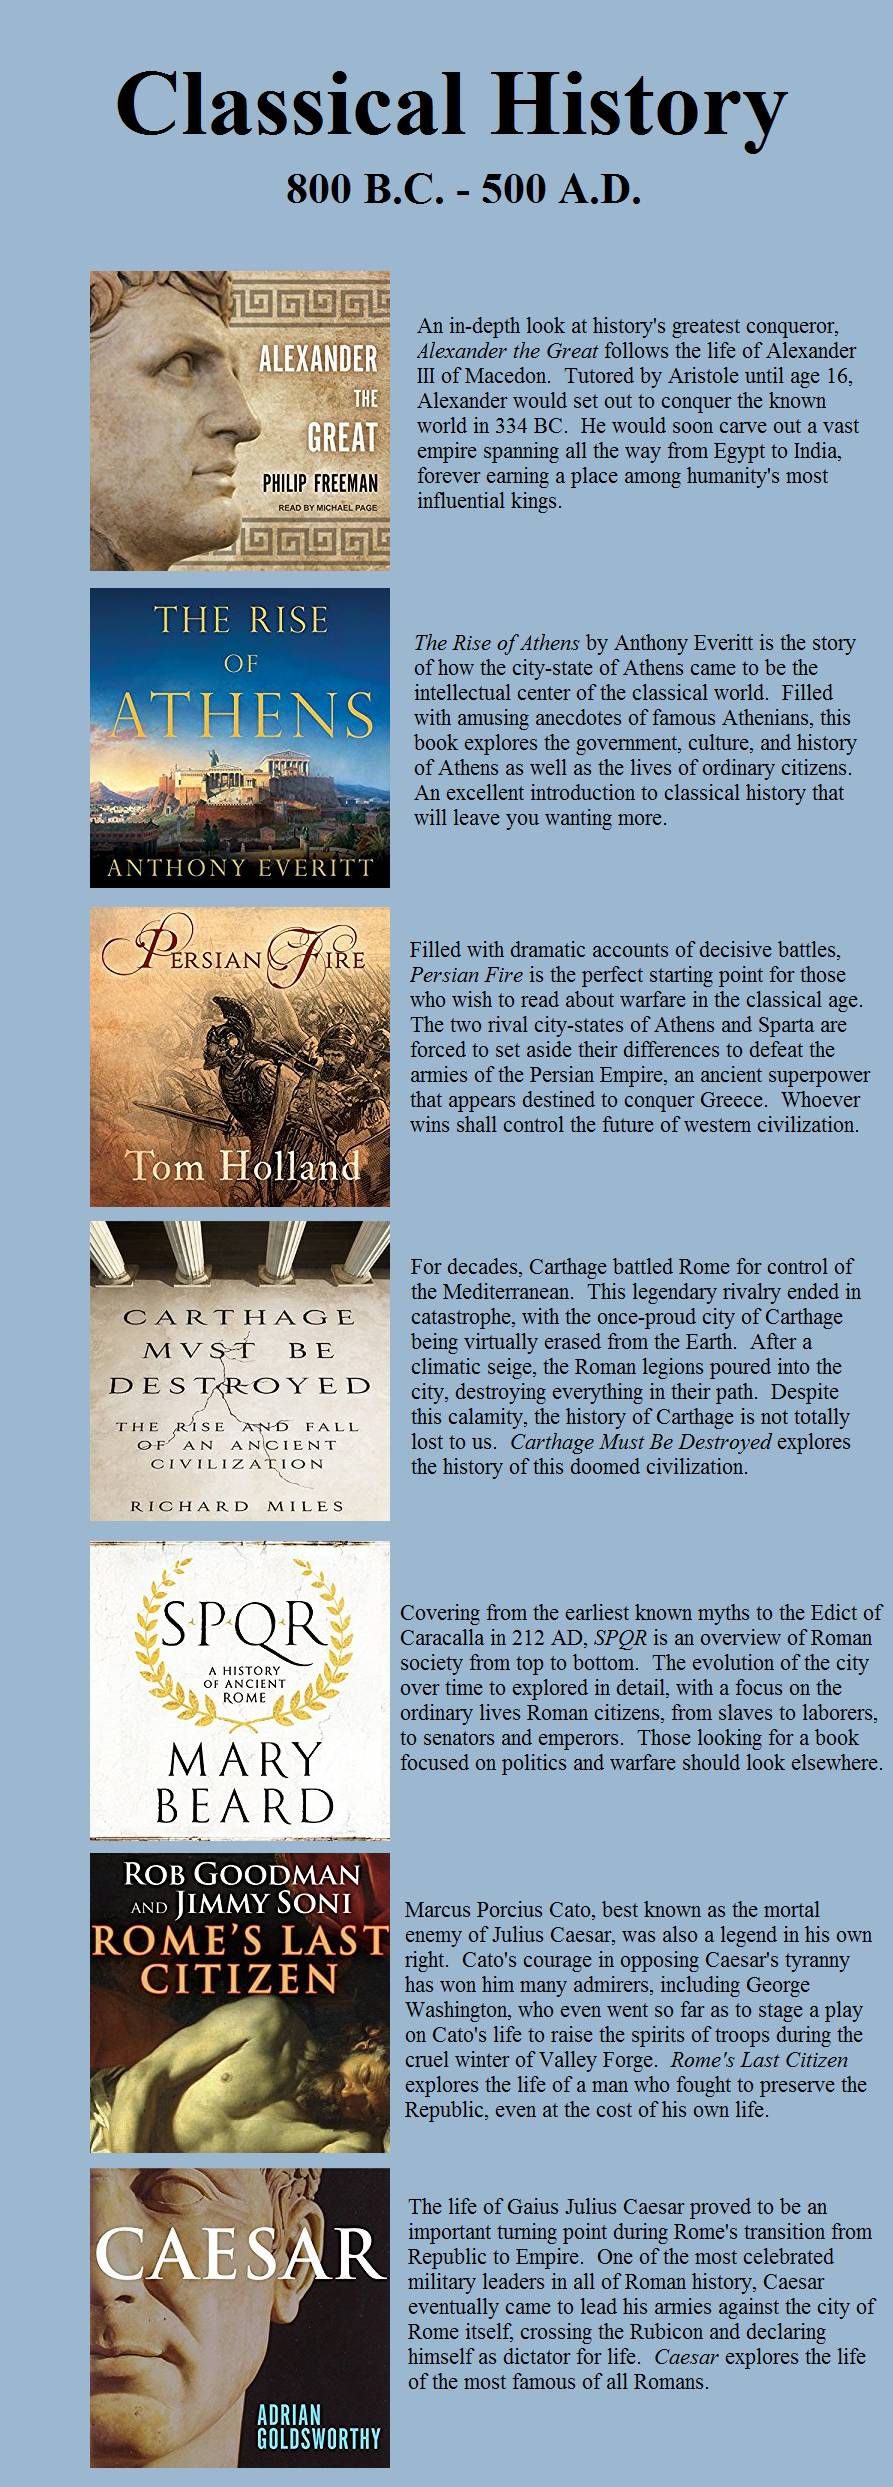 Classical History
800 B.C. - 500 A.D.
ALEXANDER
THE
GREAT
PHILIP FREEMAN
READ BY MICHAEL PAGE
An in-depth look at history's greatest conqueror,
Alexander the Great follows the life of Alexander
III of Macedon.  Tutored by Aristole until age 16,
Alexander would set out to conquer the known
world in 334 BC.  He would soon carve out a vast
empire spanning all the way from Egypt to India,
forever earning a place among humanity's most
influential kings.
THE RISE
OF
ATHENS
ANTHONY EVERITT
The Rise of Athens by Anthony Everitt is the story
of how the city-state of Athens came to be the
intellectual center of the classical world.  Filled
with amusing anecdotes of famous Athenians, this
book explores the government, culture, and history
of Athens as well as the lives of ordinary citizens.
An excellent introduction to classical history that
will leave you wanting more.
PERSIAN FIRE
Tom Holland
Filled with dramatic accounts of decisive battles,
Persian Fire is the perfect starting point for those
who wish to read about warfare in the classical age.
The two rival city-states of Athens and Sparta are
forced to set aside their differences to defeat the
armies of the Persian Empire, an ancient superpower
that appears destined to conquer Greece.  Whoever
wins shall control the future of western civilization.
CARTHAGE
MVST BE
DESTROYED
THE RISE AND FALL
OF AN ANCIENT
CIVILIZATION
RICHARD MILES
For decades, Carthage battled Rome for control of
the Mediterranean.  This legendary rivalry ended in
catastrophe, with the once-proud city of Carthage
being virtually erased from the Earth.  After a
climatic seige, the Roman legions poured into the
city, destroying everything in their path.  Despite
this calamity, the history of Carthage is not totally
lost to us.  Carthage Must Be Destroyed explores
the history of this doomed civilization.
S·P·Q·R
A HISTORY
OF ANCIENT
ROME
MARY
BEARD
Covering from the earliest known myths to the Edict of
Caracalla in 212 AD, SPQR is an overview of Roman
society from top to bottom.  The evolution of the city
over time to explored in detail, with a focus on the
ordinary lives Roman citizens, from slaves to laborers,
to senators and emperors.  Those looking for a book
focused on politics and warfare should look elsewhere.
ROB GOODMAN
AND JIMMY SONI
ROME'S LAST
CITIZEN
Marcus Porcius Cato, best known as the mortal
enemy of Julius Caesar, was also a legend in his own
right.  Cato's courage in opposing Caesar's tyranny
has won him many admirers, including George
Washington, who even went so far as to stage a play
on Cato's life to raise the spirits of troops during the
cruel winter of Valley Forge.  Rome's Last Citizen
explores the life of a man who fought to preserve the
Republic, even at the cost of his own life.
CAESAR
ADRIAN
GOLDSWORTHY
The life of Gaius Julius Caesar proved to be an
important turning point during Rome's transition from
Republic to Empire.  One of the most celebrated
military leaders in all of Roman history, Caesar
eventually came to lead his armies against the city of
Rome itself, crossing the Rubicon and declaring
himself as dictator for life.  Caesar explores the life
of the most famous of all Romans.